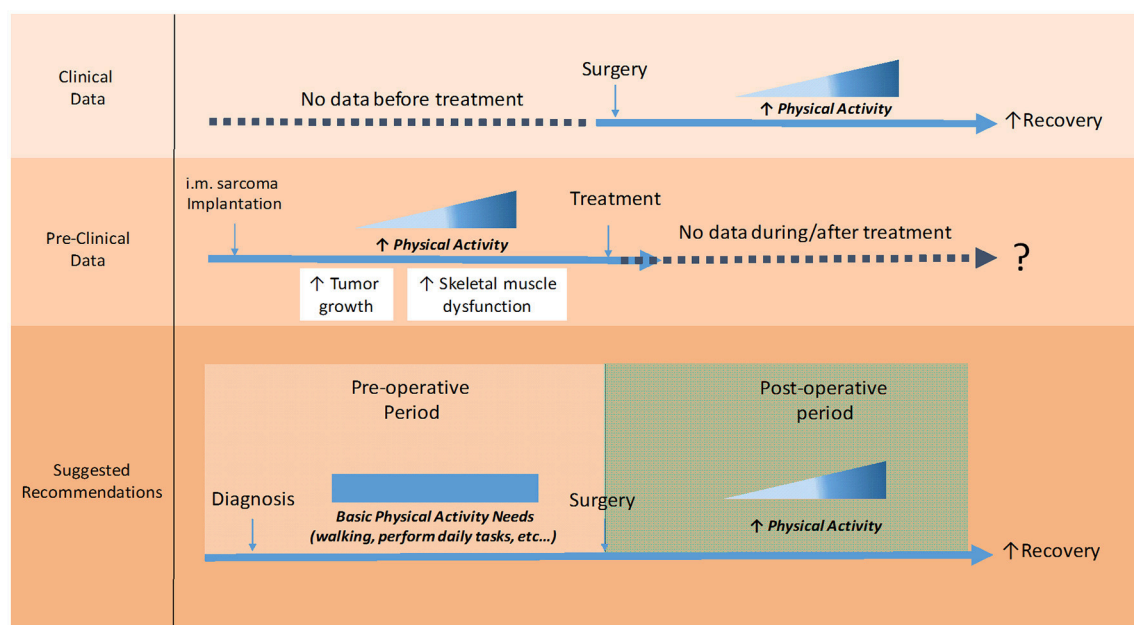 Clinical
Data
No data before treatment
Surgery
↑ Physical Activity
↑Recovery
Pre-Clinical
Data
i.m. sarcoma
Implantation
↑ Physical Activity
↑ Tumor
growth
↑ Skeletal muscle
dysfunction
Treatment
No data during/after treatment
?
Suggested
Recommendations
Pre-operative
Period
Diagnosis
Basic Physical Activity Needs
(walking, perform daily tasks, etc...)
Surgery
Post-operative
period
↑ Physical Activity
↑Recovery